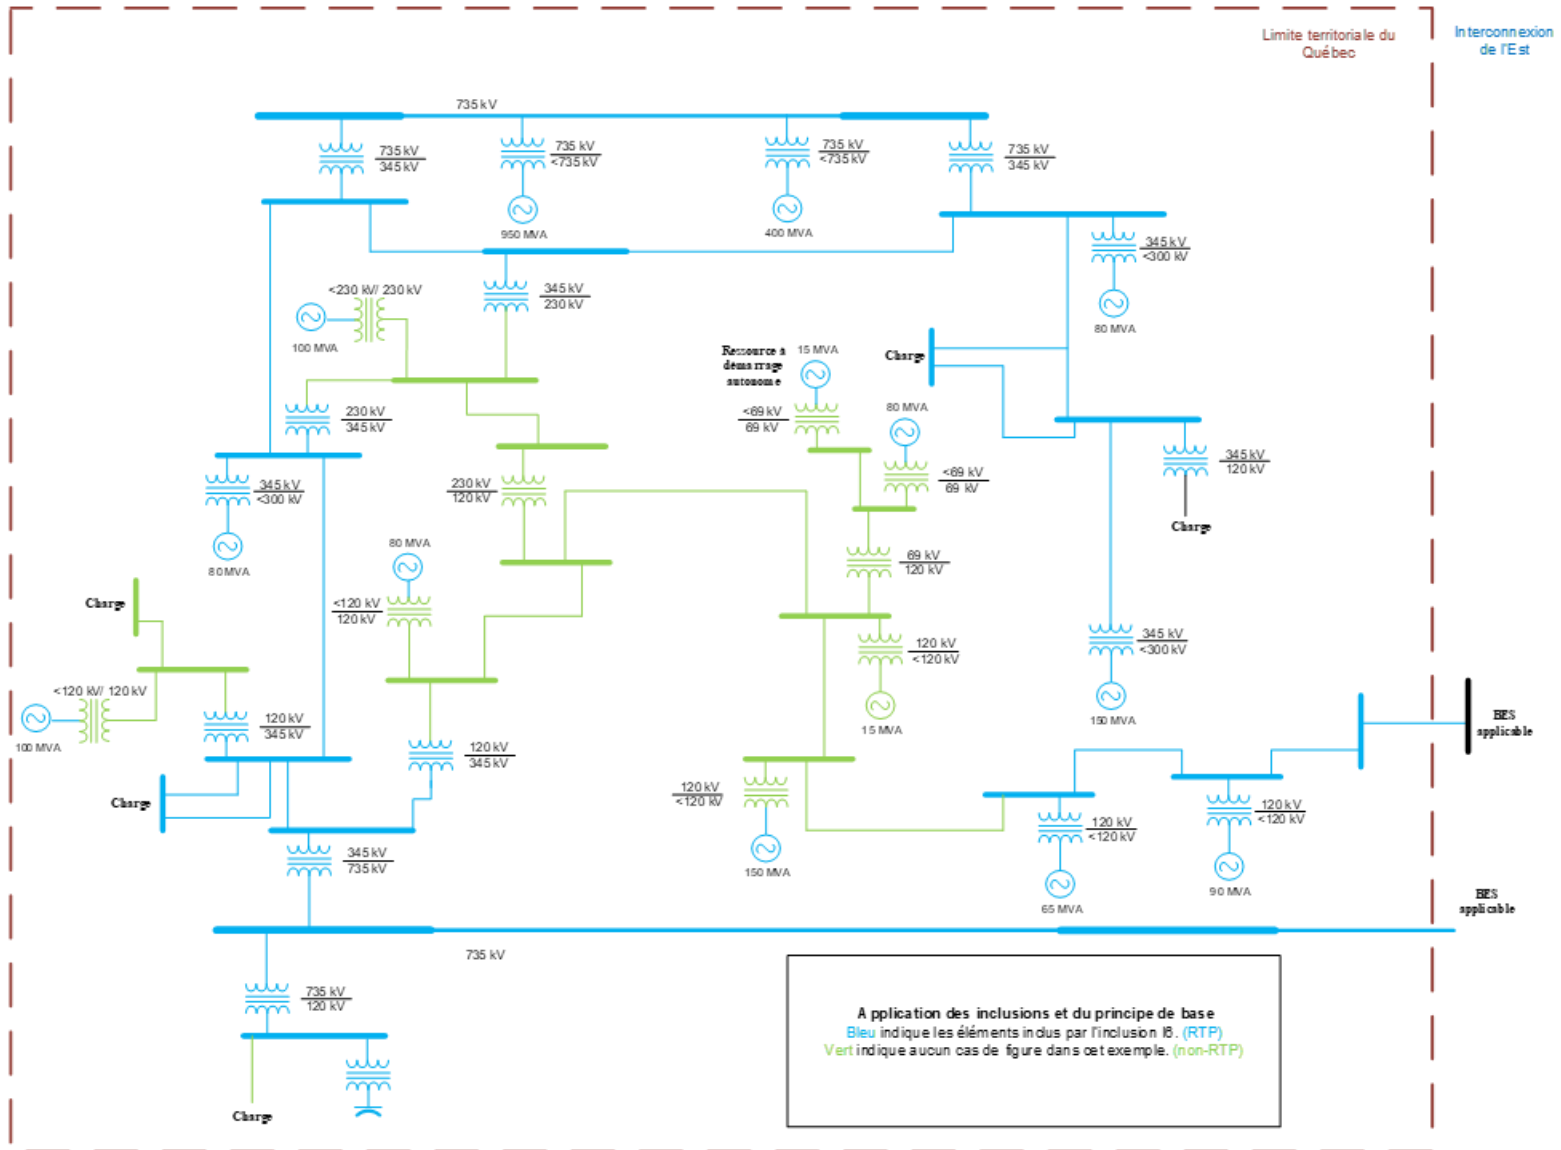 Limite territoriale du
Québec
Interconnexion
de l'Est
735 kV
735 kV
345 kV
735 kV
<735 kV
735 kV
<735 kV
735 kV
345 kV
950 MVA
400 MVA
345 kV
<300 kV
80 MVA
<230 kV/ 230 kV
100 MVA
345 kV
230 kV
Ressource à
démarrage
autonome
15 MVA
Charge
<69 kV
69 kV
80 MVA
230 kV
345 kV
345 kV
120 kV
Charge
345 kV
<300 kV
80 MVA
230 kV
120 kV
<69 kV
69 kV
80 MVA
69 kV
120 kV
<120 kV
120 kV
Charge
120 kV
<120 kV
15 MVA
345 kV
<300 kV
150 MVA
<120 kV/ 120 kV
100 MVA
120 kV
345 kV
120 kV
345 kV
BES
applicable
Charge
120 kV
<120 kV
150 MVA
120 kV
<120 kV
65 MVA
120 kV
<120 kV
90 MVA
345 kV
735 kV
BES
applicable
735 kV
735 kV
120 kV
Charge
Application des inclusions et du principe de base
Bleu indique les éléments inclus par l'inclusion I6. (RTP)
Vert indique aucun cas de figure dans cet exemple. (non-RTP)